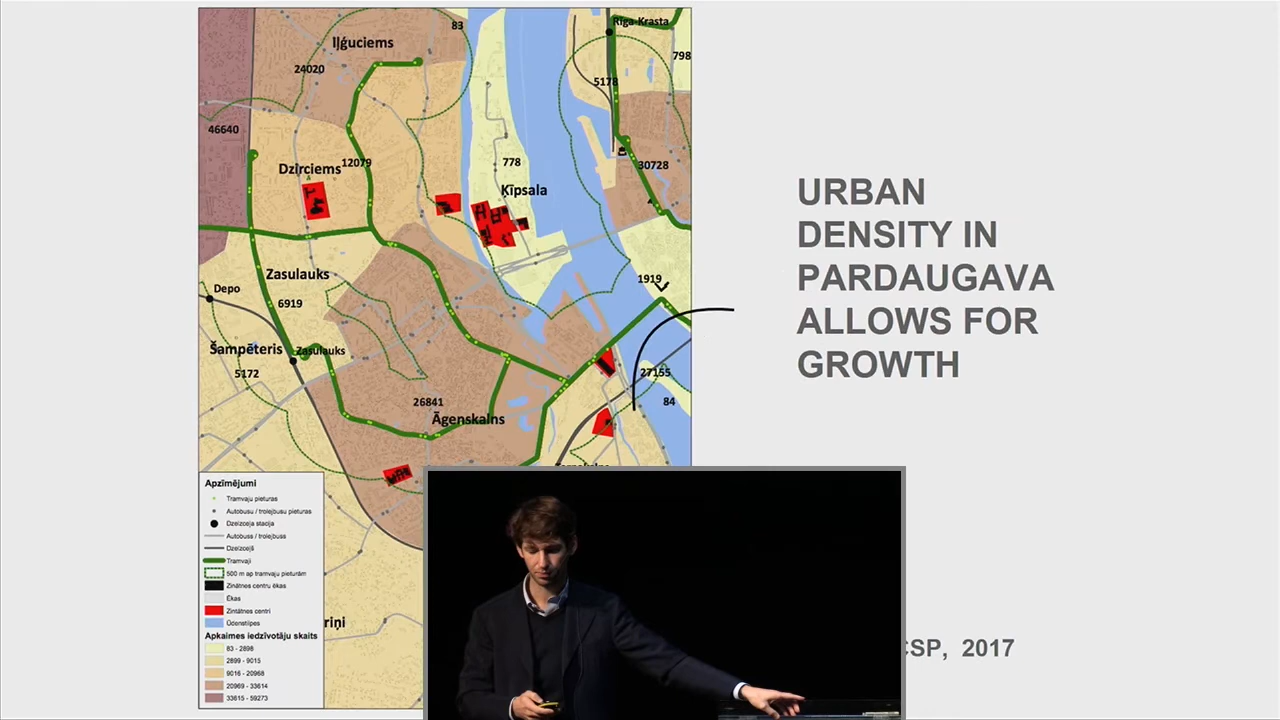 83
Rīga-Krasta
Iļģuciems
798
24020
5178
46640
Dzirciems
12079
778
30728
Ķīpsala
URBAN
DENSITY IN
PARDAUGAVA
ALLOWS FOR
GROWTH
Zasulauks
1919
Depo
6919
Šampēteris
Zasulauks
5172
27155
26841
84
Āgenskalns
Apzīmējumi
Tramvaju pieturas
Autobusu / trolejbusu pieturas
Dzelzceļa stacija
Autobuss / trolejbuss
Dzelzceļš
Tramvaji
500 m ap tramvaju pieturām
Zinātnes centru ēkas
Ēkas
Zintātnes centri
Ūdenstilpes
Apkaimes iedzīvotāju skaits
83 - 2898
2899 - 9015
9016 - 20968
20969 - 33614
33615 - 59273
riņi
CSP, 2017